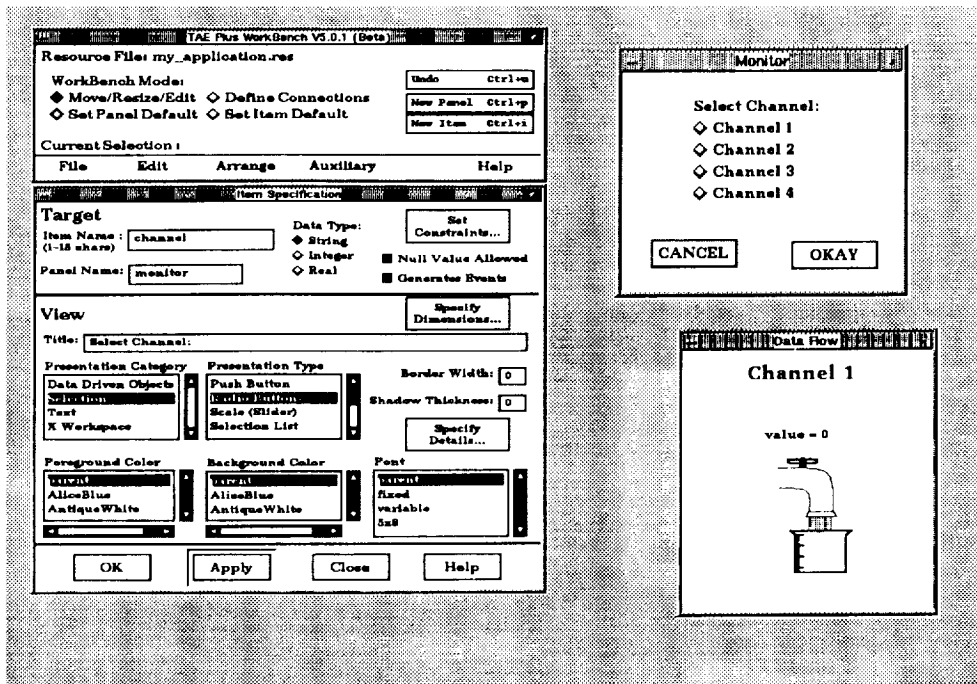 TAE Plus WorkBench V5.0.1 (Beta)
Resource File: my_application.res
WorkBench Mode:
Move/Resize/Edit Define Connections
Set Panel Default Set Item Default
Undo Ctrl+u
New Panel Ctrl+p
New Item Ctrl+i
Current Selection :
File Edit Arrange Auxiliary Help
Item Specification
Target
Item Name : channel
(1-15 chars)
Panel Name: monitor
Data Type:
String
Integer
Real
Set
Constraints...
Null Value Allowed
Generates Events
View
Specify
Dimensions...
Title: Select Channel:
Presentation Category
Data Driven Objects
Selection
Text
X Workspace
Presentation Type
Push Button
Radio Button
Scale (Slider)
Selection List
Border Width: 0
Shadow Thickness: 0
Specify
Details...
Foreground Color
parent
AliceBlue
AntiqueWhite
Background Color
parent
AliceBlue
AntiqueWhite
Font
parent
fixed
variable
5x8
OK Apply Close Help
Monitor
Select Channel:
Channel 1
Channel 2
Channel 3
Channel 4
CANCEL OKAY
Data Flow
Channel 1
value = 0